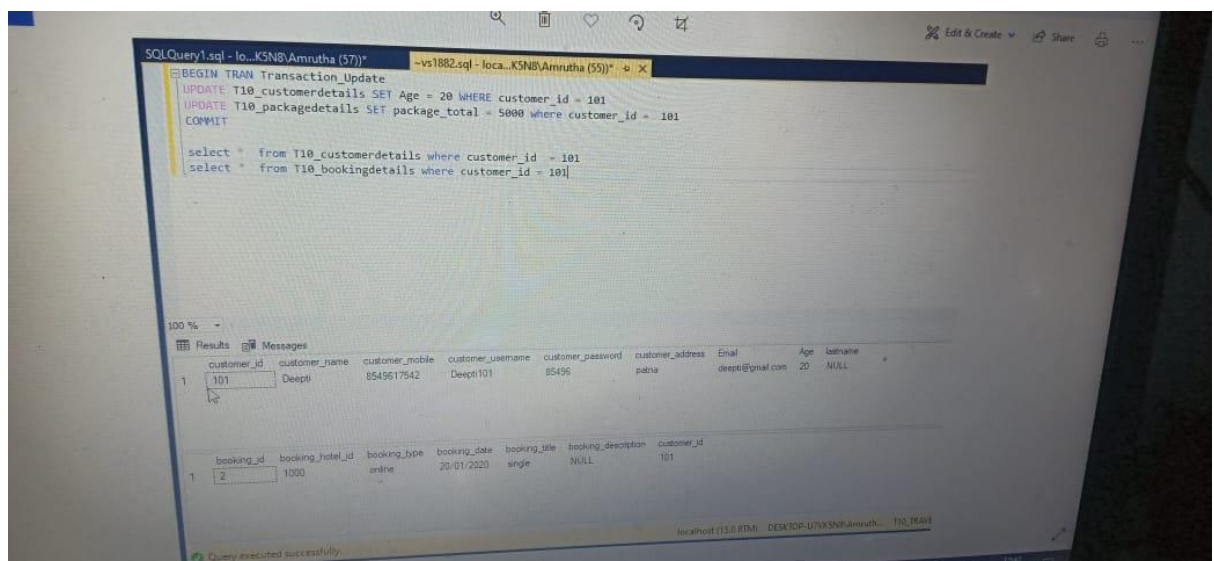 Edit & Create
Share
SQLQuery1.sql - lo...K5N8\Amrutha (57))*
~vs1882.sql - loca...K5N8\Amrutha (55))*
BEGIN TRAN Transaction_Update
UPDATE T10_customerdetails SET Age = 20 WHERE customer_id = 101
UPDATE T10_packagedetails SET package_total = 5000 where customer_id = 101
COMMIT
select * from T10_customerdetails where customer_id = 101
select * from T10_bookingdetails where customer_id = 101
100 %
Results Messages
customer_id customer_name customer_mobile customer_username customer_password customer_address Email Age lastname
1 101 Deepti 8549617542 Deepti101 85496 patna deepti@gmail.com 20 NULL
booking_id booking_hotel_id booking_type booking_date booking_title booking_description customer_id
1 2 1000 online 20/01/2020 single NULL 101
Query executed successfully.
localhost (15.0 RTM)